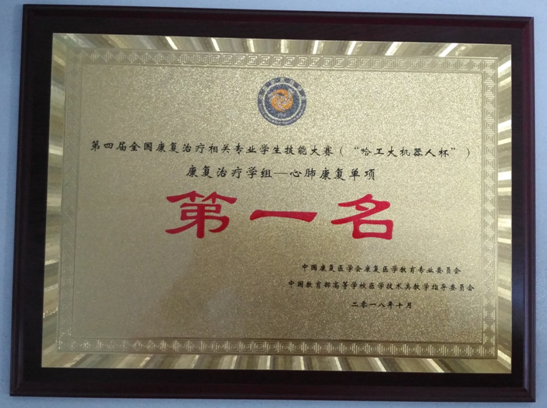 第四届全国康复治疗相关专业学生技能大赛（“哈工大机器人杯”）
康复治疗学组—心肺康复单项
第一名
中国康复医学会康复医学教育专业委员会
中国教育部高等学校医学技术类教学指导委员会
二零一八年十月